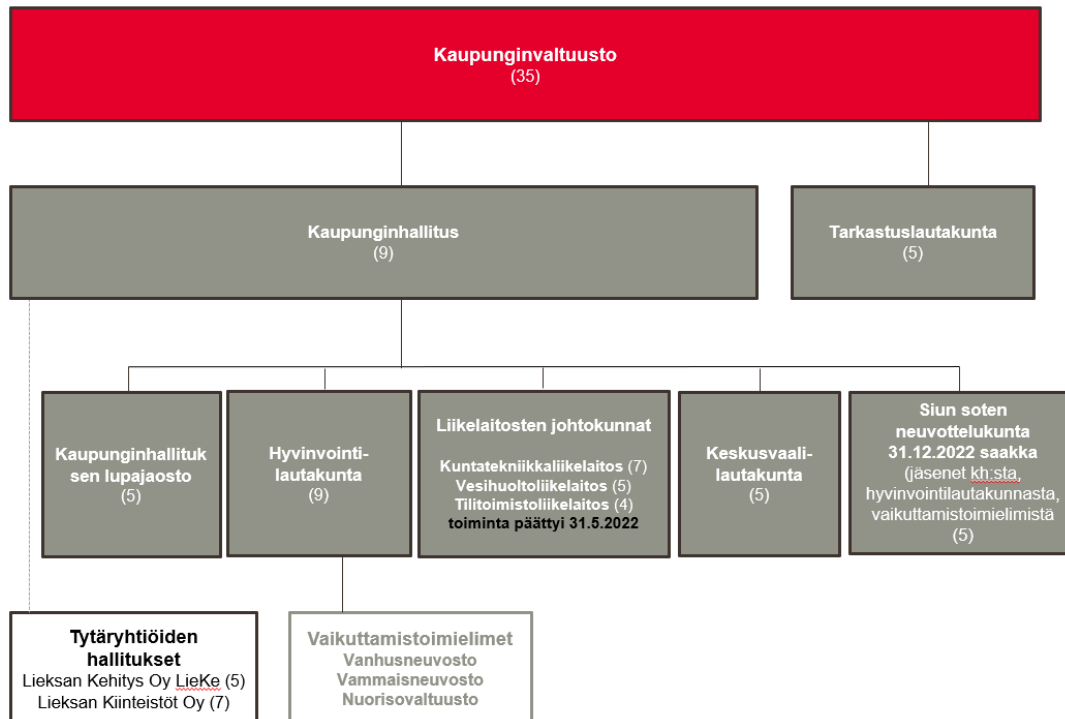 Kaupunginvaltuusto
(35)
Kaupunginhallitus
(9)
Tarkastuslautakunta
(5)
Kaupunginhallituk
sen lupajaosto
(5)
Hyvinvointi-
lautakunta
(9)
Liikelaitosten johtokunnat
Kuntatekniikkaliikelaitos (7)
Vesihuoltoliikelaitos (5)
Tilitoimistoliikelaitos (4)
toiminta päättyi 31.5.2022
Keskusvaali-
lautakunta
(5)
Siun soten
neuvottelukunta
31.12.2022 saakka
(jäsenet kh:sta,
hyvinvointilautakunnasta,
vaikuttamistoimielimistä
(5)
Tytäryhtiöiden
hallitukset
Lieksan Kehitys Oy LieKe (5)
Lieksan Kiinteistöt Oy (7)
Vaikuttamistoimielimet
Vanhusneuvosto
Vammaisneuvosto
Nuorisovaltuusto